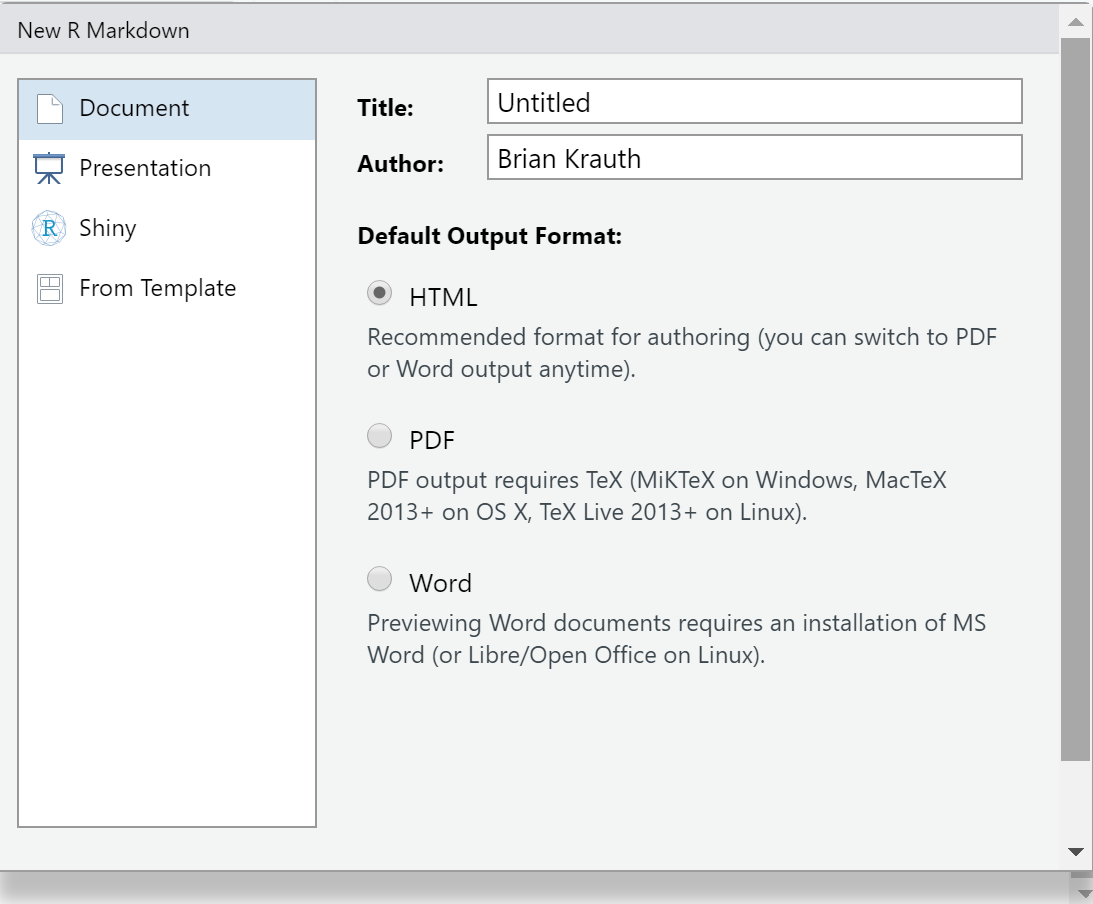 New R Markdown
Document
Presentation
R Shiny
From Template
Title: Untitled
Author: Brian Krauth
Default Output Format:
HTML
Recommended format for authoring (you can switch to PDF
or Word output anytime).
PDF
PDF output requires TeX (MiKTeX on Windows, MacTeX
2013+ on OS X, TeX Live 2013+ on Linux).
Word
Previewing Word documents requires an installation of MS
Word (or Libre/Open Office on Linux).